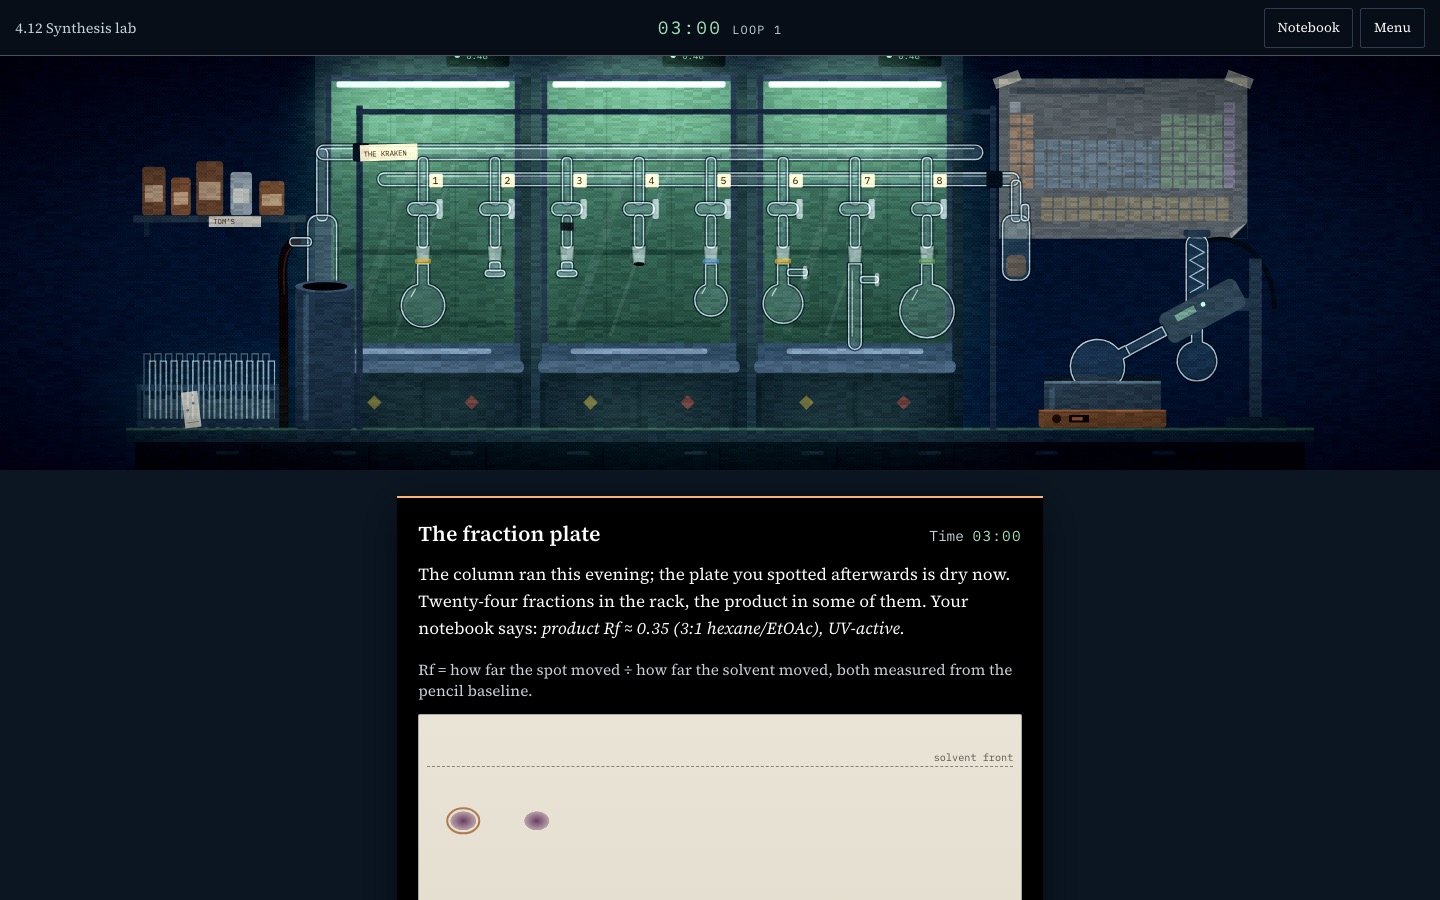 4.12 Synthesis lab
03:00 LOOP 1
Notebook
Menu
THE KRAKEN
1
2
3
4
5
6
7
8
TOM'S
The fraction plate
Time 03:00
The column ran this evening; the plate you spotted afterwards is dry now.
Twenty-four fractions in the rack, the product in some of them. Your
notebook says: product Rf ≈ 0.35 (3:1 hexane/EtOAc), UV-active.
Rf = how far the spot moved ÷ how far the solvent moved, both measured from the
pencil baseline.
solvent front